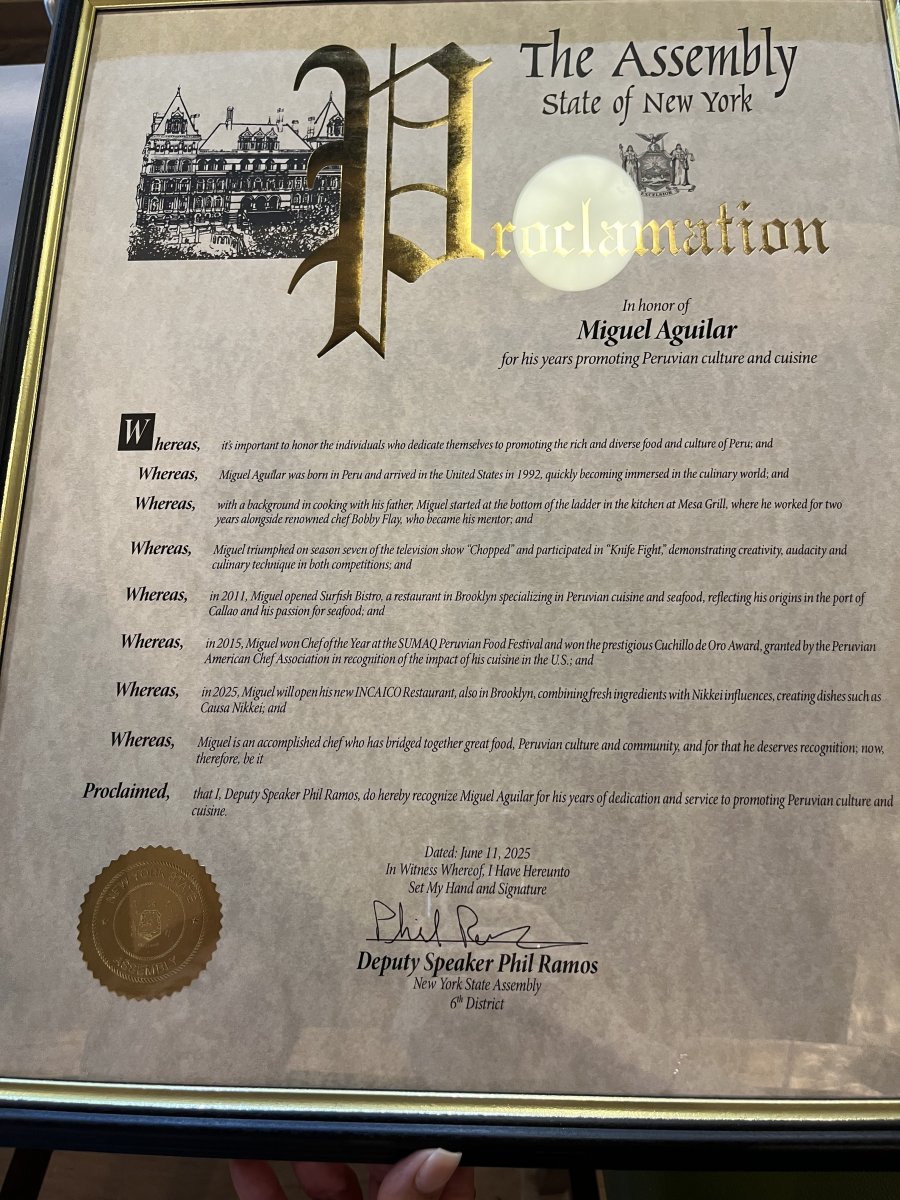 The Assembly
State of New York
EXCELSIOR
Proclamation
In honor of
Miguel Aguilar
for his years promoting Peruvian culture and cuisine
Whereas, it's important to honor the individuals who dedicate themselves to promoting the rich and diverse food and culture of Peru; and
Whereas, Miguel Aguilar was born in Peru and arrived in the United States in 1992, quickly becoming immersed in the culinary world; and
Whereas, with a background in cooking with his father, Miguel started at the bottom of the ladder in the kitchen at Mesa Grill, where he worked for two
years alongside renowned chef Bobby Flay, who became his mentor; and
Whereas, Miguel triumphed on season seven of the television show "Chopped" and participated in "Knife Fight," demonstrating creativity, audacity and
culinary technique in both competitions; and
Whereas, in 2011, Miguel opened Surfish Bistro, a restaurant in Brooklyn specializing in Peruvian cuisine and seafood, reflecting his origins in the port of
Callao and his passion for seafood; and
Whereas, in 2015, Miguel won Chef of the Year at the SUMAQ Peruvian Food Festival and won the prestigious Cuchillo de Oro Award, granted by the Peruvian
American Chef Association in recognition of the impact of his cuisine in the U.S.; and
Whereas, in 2025, Miguel will open his new INCAICO Restaurant, also in Brooklyn, combining fresh ingredients with Nikkei influences, creating dishes such as
Causa Nikkei; and
Whereas, Miguel is an accomplished chef who has bridged together great food, Peruvian culture and community, and for that he deserves recognition; now,
therefore, be it
Proclaimed, that I, Deputy Speaker Phil Ramos, do hereby recognize Miguel Aguilar for his years of dedication and service to promoting Peruvian culture and
cuisine.
Dated: June 11, 2025
In Witness Whereof, I Have Hereunto
Set My Hand and Signature
Phil Ramos
Deputy Speaker Phil Ramos
New York State Assembly
6th District
NEW YORK STATE
ASSEMBLY